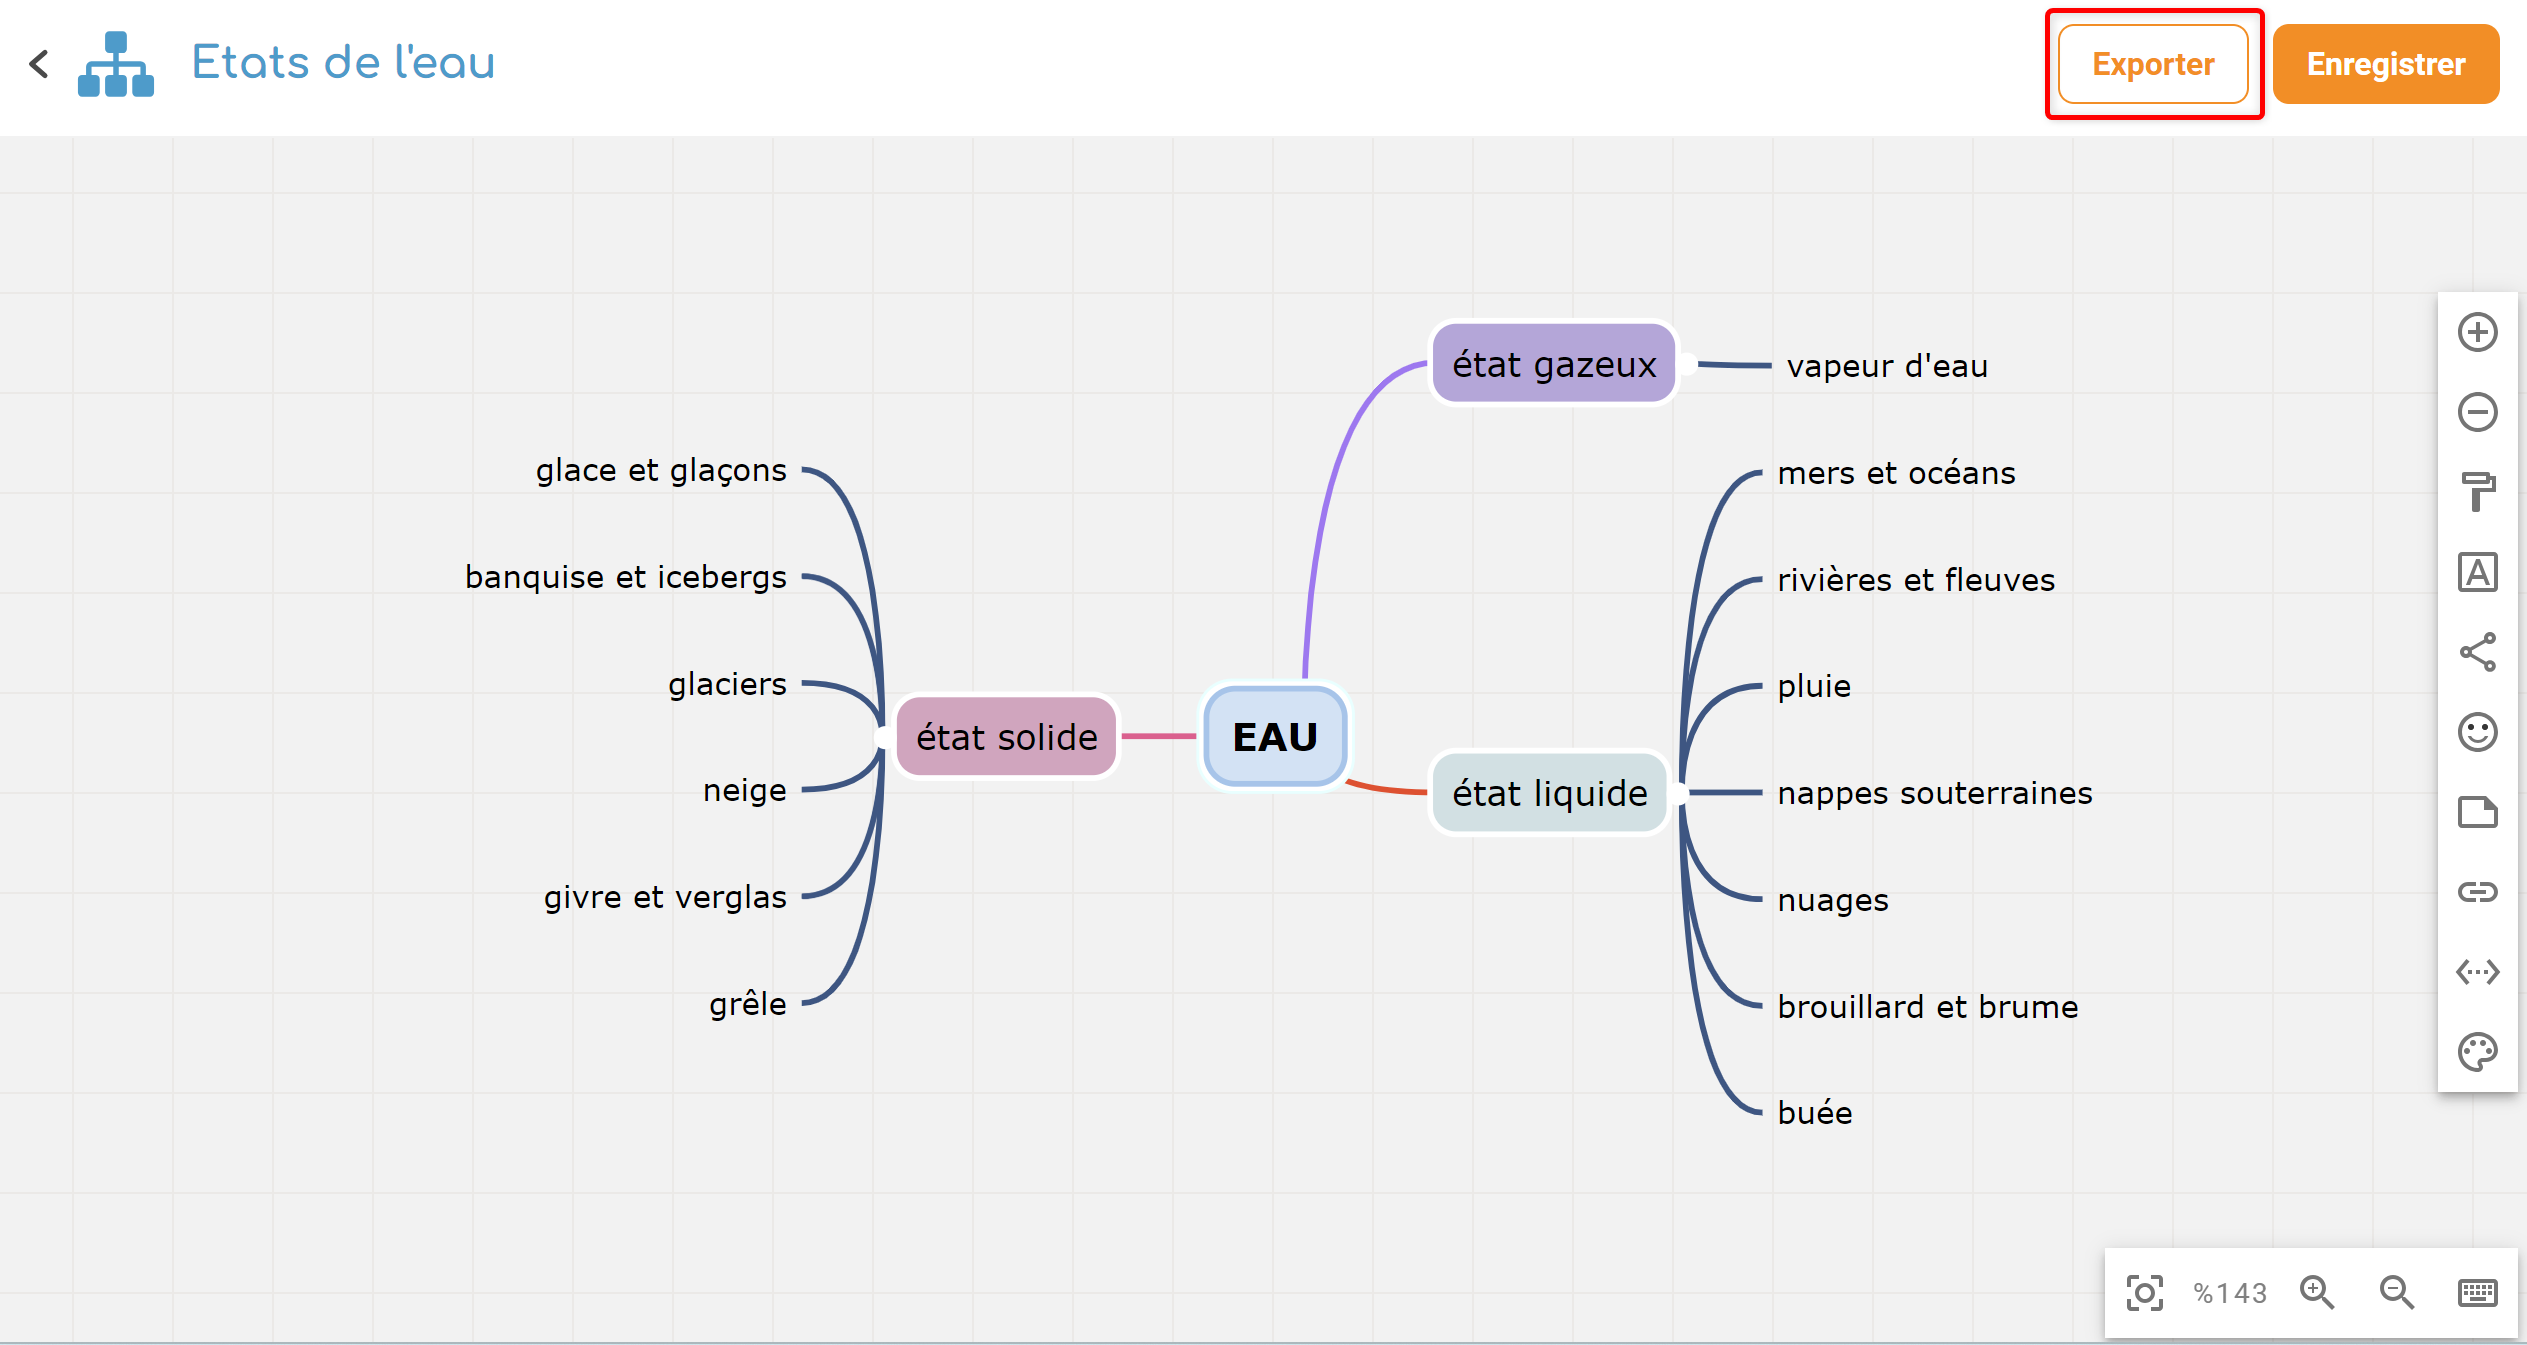 Etats de l'eau
Exporter
Enregistrer
état gazeux
vapeur d'eau
glace et glaçons
banquise et icebergs
glaciers
neige
givre et verglas
grêle
état solide
EAU
état liquide
mers et océans
rivières et fleuves
pluie
nappes souterraines
nuages
brouillard et brume
buée
A
%143